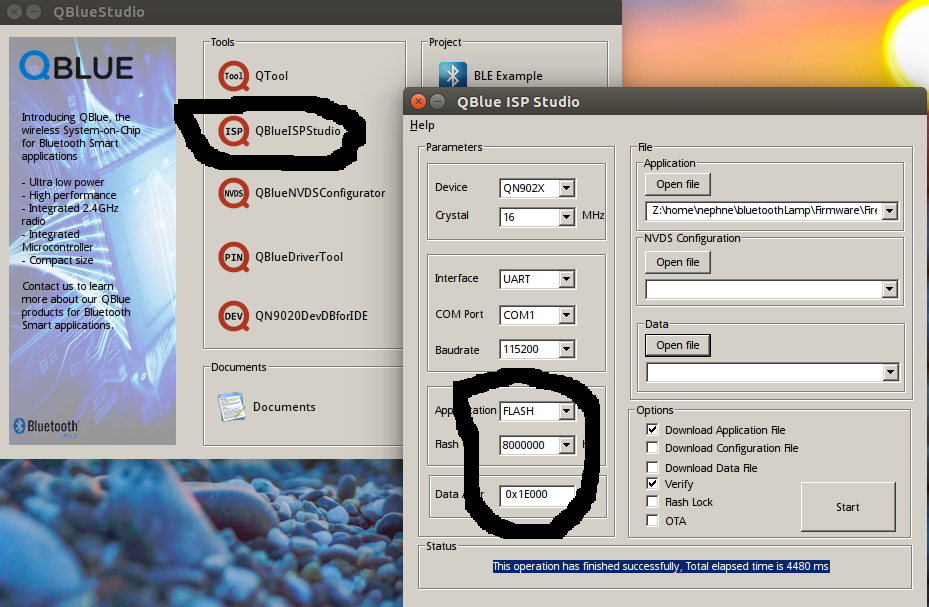 QBlueStudio
QBLUE
Introducing QBlue, the
wireless System-on-Chip
for Bluetooth Smart
applications
- Ultra low power
- High performance
- Integrated 2.4GHz
radio
- Integrated
Microcontroller
- Compact size
Contact us to learn
more about our QBlue
products for Bluetooth
Smart applications.
Bluetooth
Tools
Tool QTool
ISP QBlueISPStudio
NVDS QBlueNVDSConfigurator
PIN QBlueDriverTool
DEV QN9020DevDBforIDE
Documents
Documents
Project
BLE Example
QBlue ISP Studio
Help
Parameters
Device QN902X
Crystal 16 MHz
Interface UART
COM Port COM1
Baudrate 115200
FLASH
Flash 8000000
Data 0x1E000
File
Application
Open file
Z:\home\nephne\bluetoothLamp\Firmware\Fire
NVDS Configuration
Open file
Data
Open file
Options
Download Application File
Download Configuration File
Download Data File
Verify
Flash Lock
OTA
Start
Status
This operation has finished successfully, Total elapsed time is 4480 ms